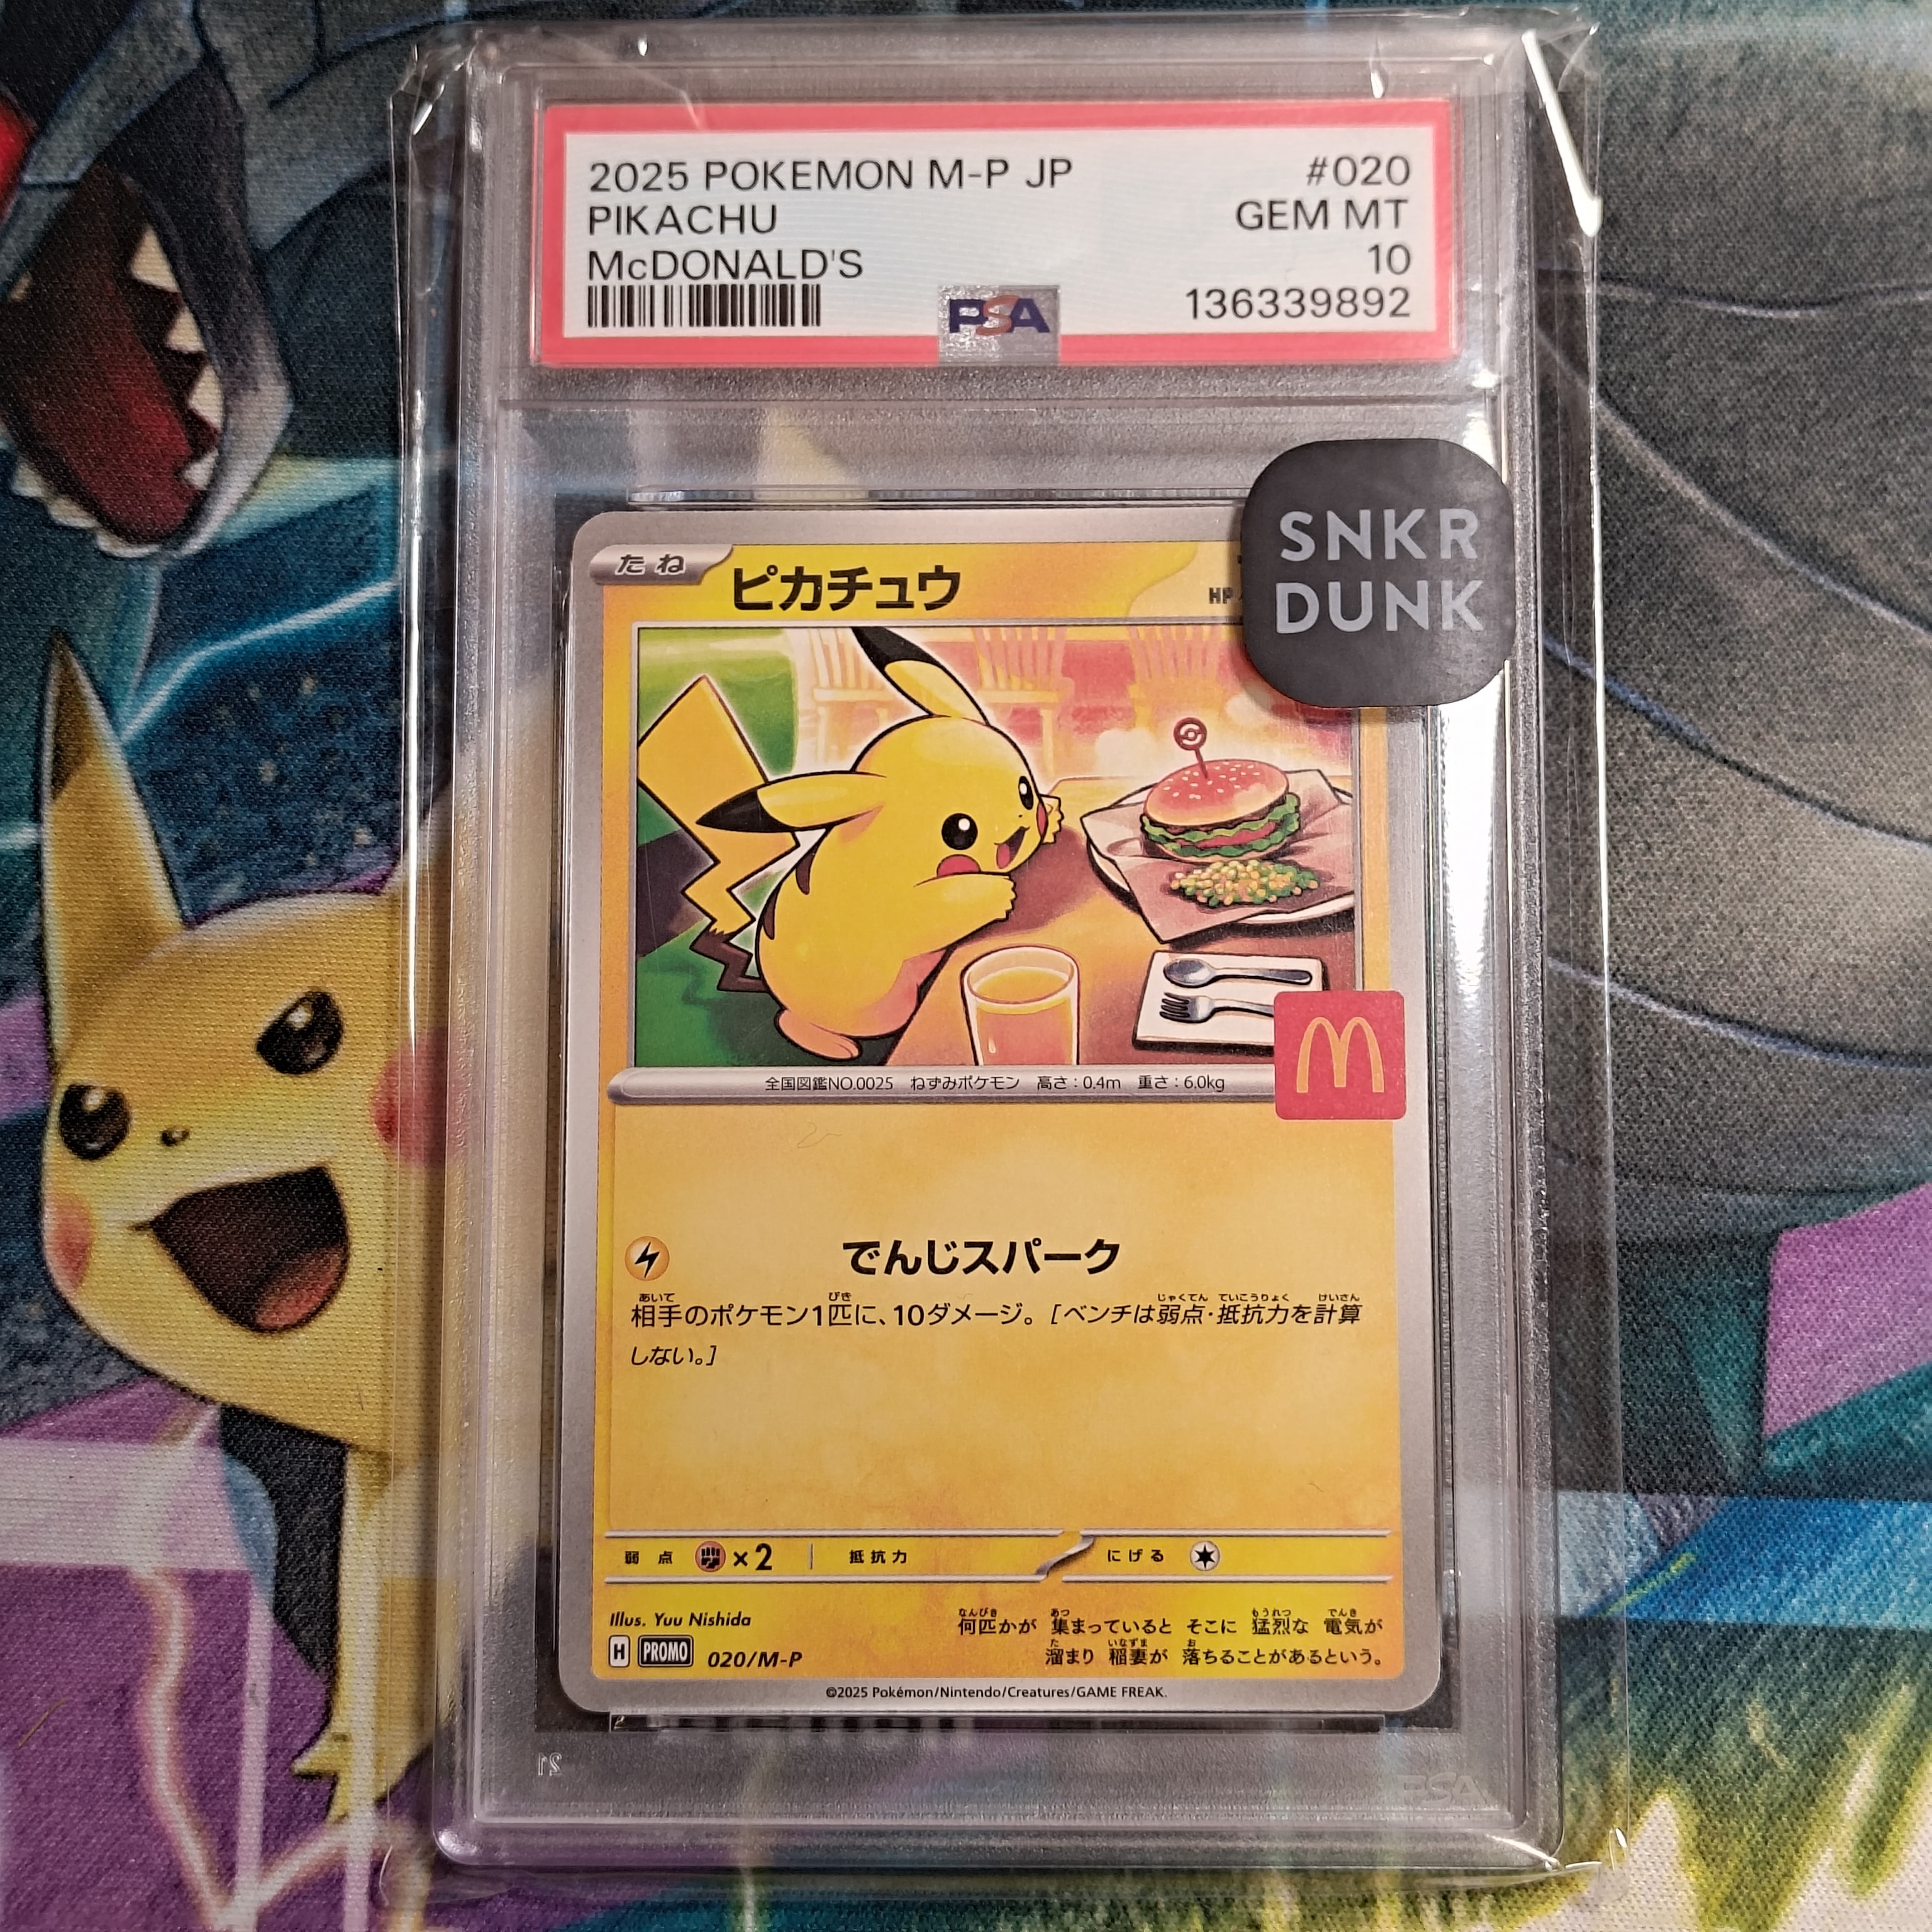 2025 POKEMON M-P JP #020
PIKACHU GEM MT
McDONALD'S 10
PSA 136339892
SNKR
DUNK
たね ピカチュウ HP
全国図鑑NO.0025 ねずみポケモン 高さ:0.4m 重さ:6.0kg
M
でんじスパーク
相手のポケモン1匹に、10ダメージ。[ベンチは弱点・抵抗力を計算
しない。]
弱点 ×2 抵抗力 にげる
Illus. Yuu Nishida
H PROMO 020/M-P
何匹かが 集まっていると そこに 猛烈な 電気が
溜まり 稲妻が 落ちることがあるという。
©2025 Pokémon/Nintendo/Creatures/GAME FREAK.
PSA